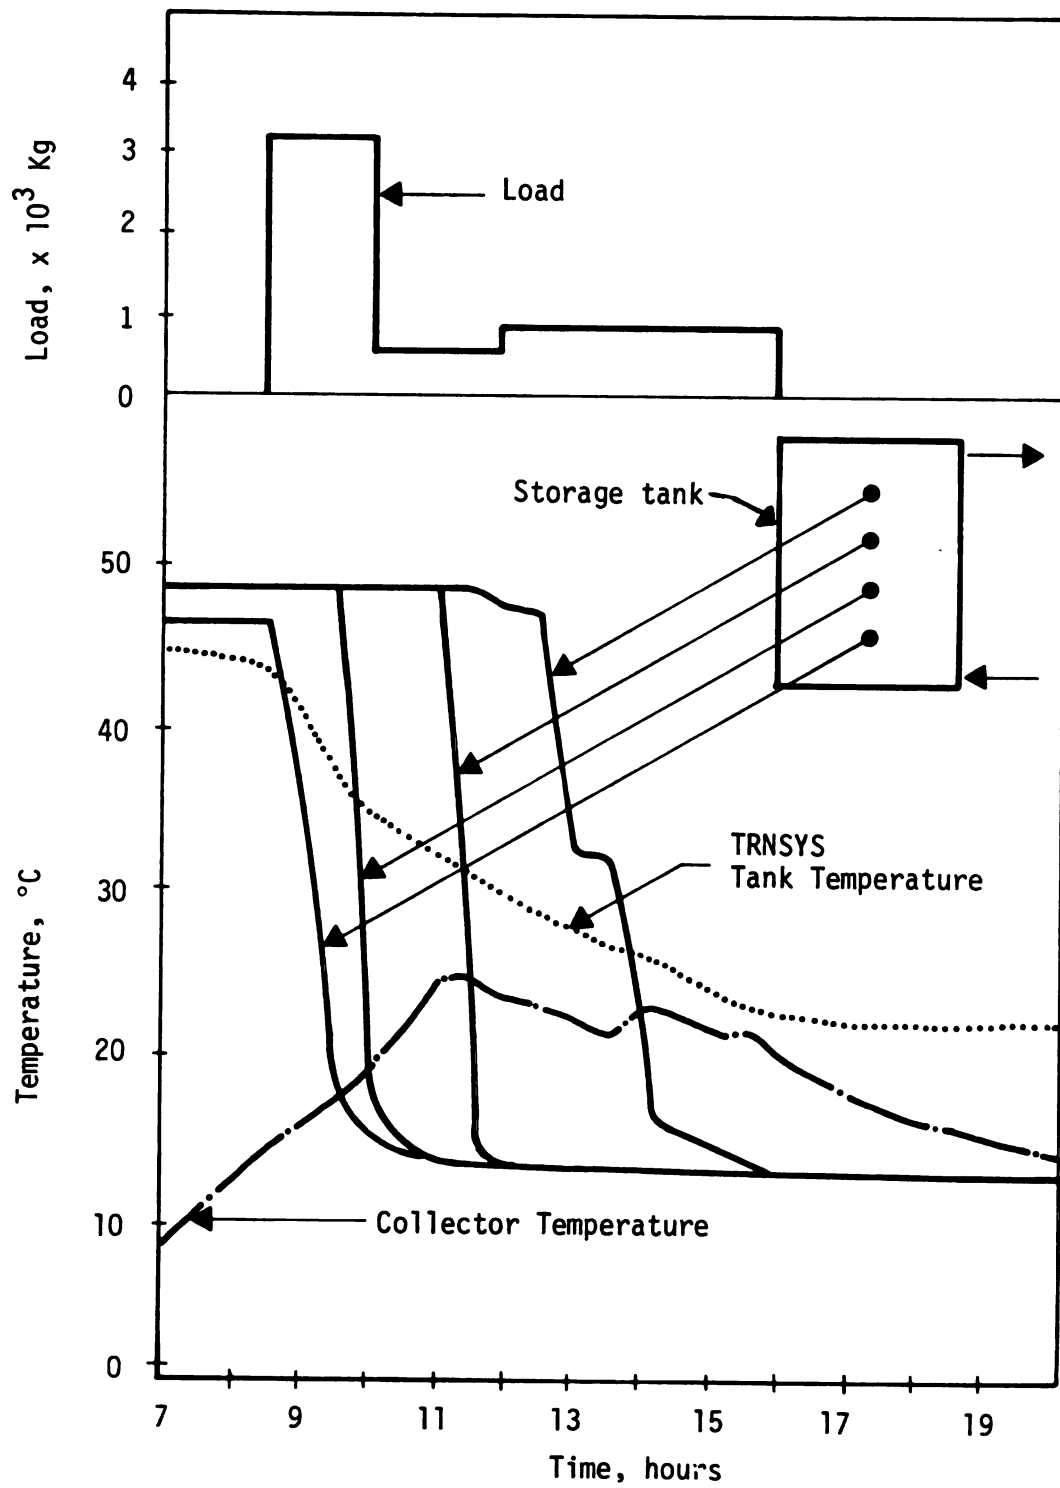 4
3
2
1
0
Load, x 10³ Kg
Load
Storage tank
50
40
30
20
10
0
Temperature, °C
TRNSYS
Tank Temperature
Collector Temperature
7 9 11 13 15 17 19
Time, hours